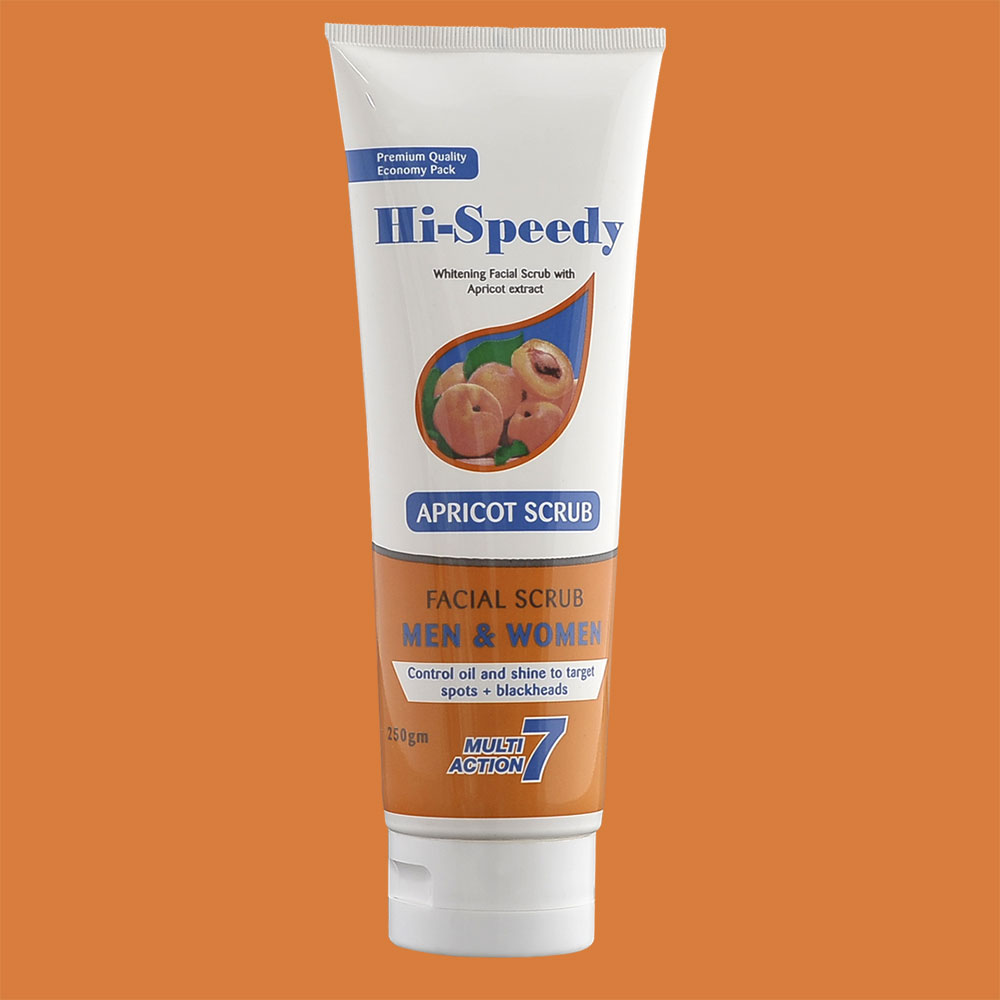 Premium Quality
Economy Pack
Hi-Speedy
Whitening Facial Scrub with
Apricot extract
APRICOT SCRUB
FACIAL SCRUB
MEN & WOMEN
Control oil and shine to target
spots + blackheads
250gm
MULTI
ACTION 7